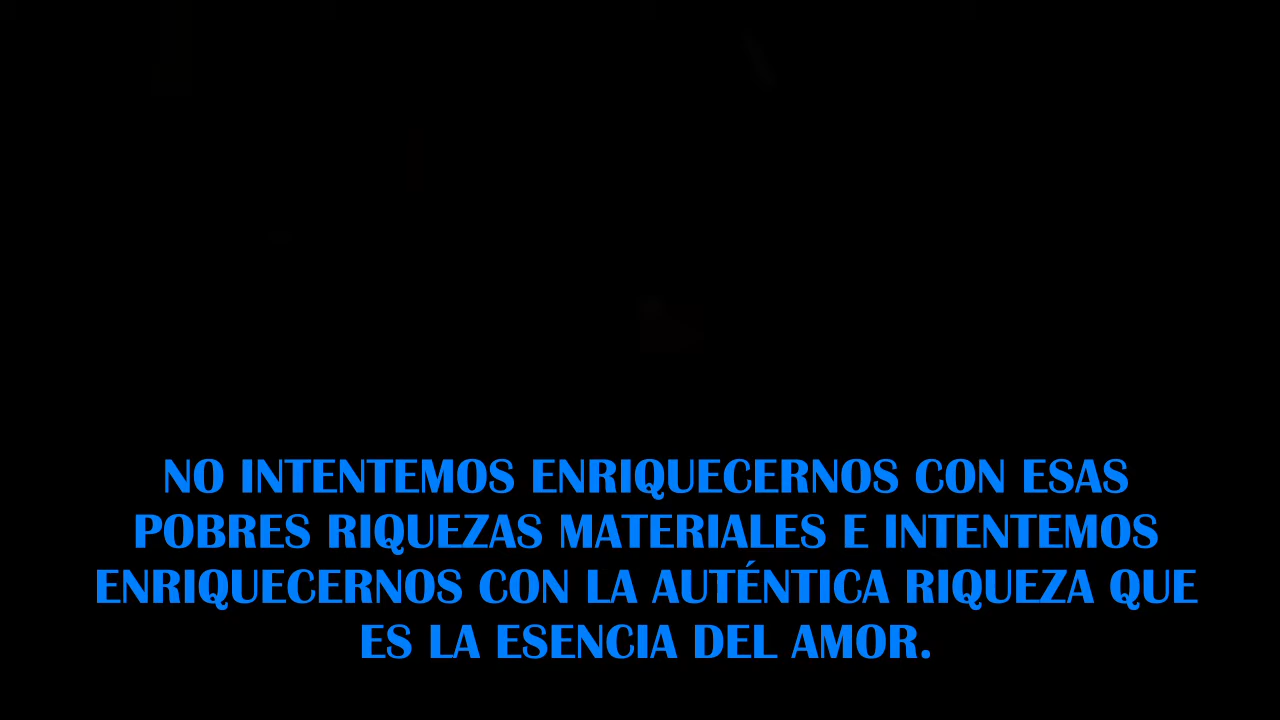 NO INTENTEMOS ENRIQUECERNOS CON ESAS
POBRES RIQUEZAS MATERIALES E INTENTEMOS
ENRIQUECERNOS CON LA AUTÉNTICA RIQUEZA QUE
ES LA ESENCIA DEL AMOR.